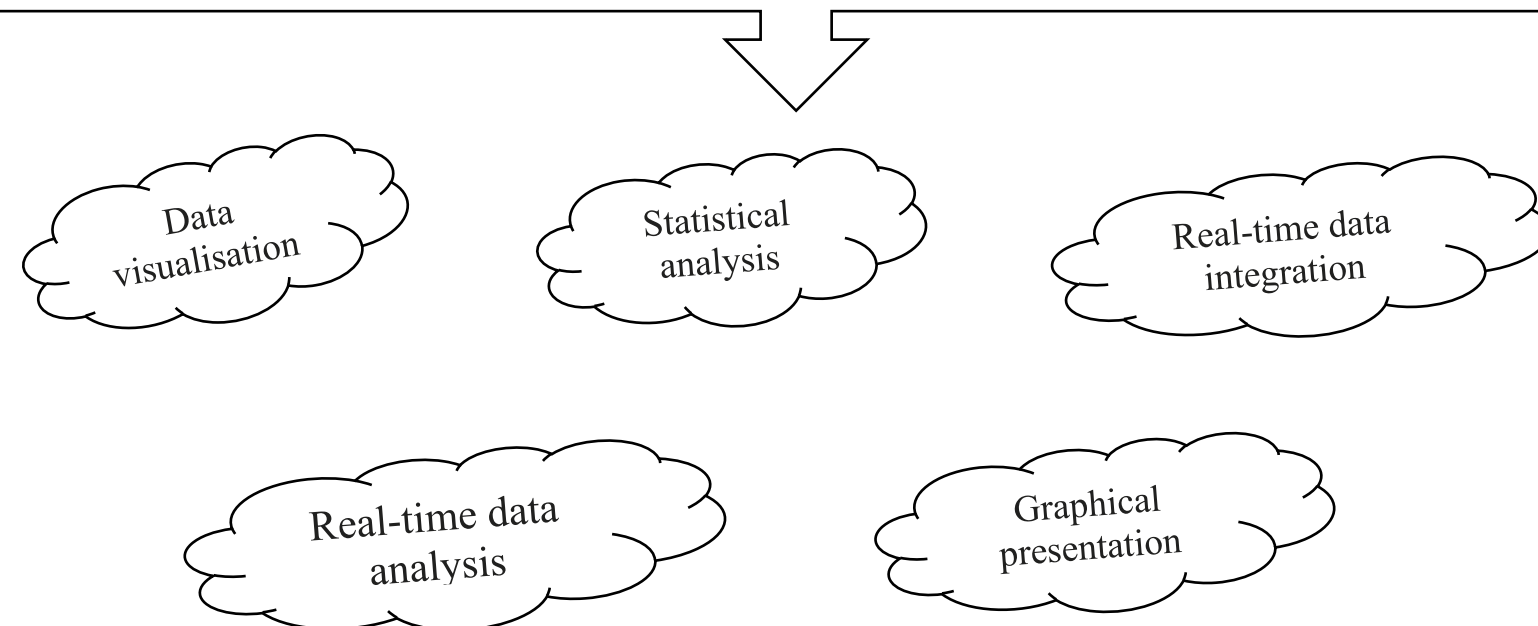 Data
visualisation
Statistical
analysis
Real-time data
integration
Real-time data
analysis
Graphical
presentation